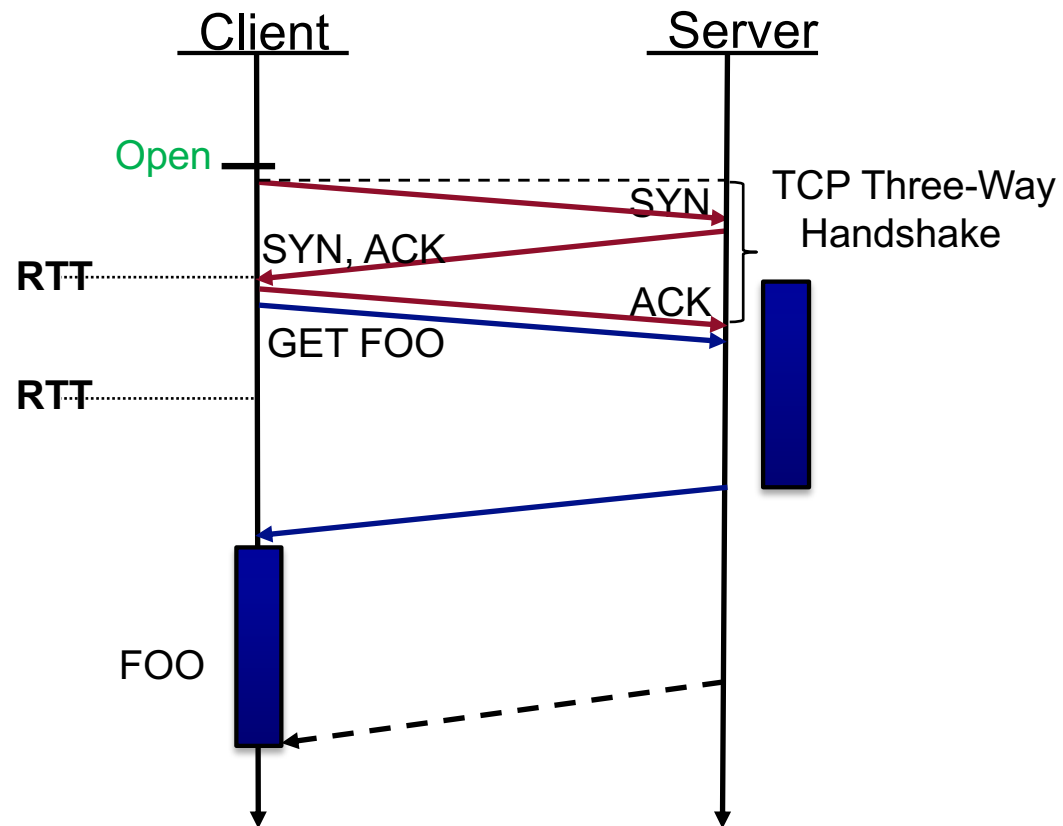 Client
Server
Open
SYN
TCP Three-Way
Handshake
SYN, ACK
RTT
ACK
GET FOO
RTT
FOO